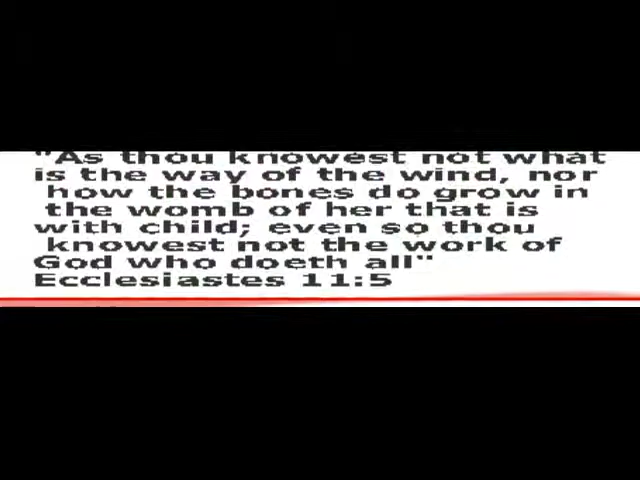 "As thou knowest not what
is the way of the wind, nor
how the bones do grow in
the womb of her that is
with child; even so thou
knowest not the work of
God who doeth all"
Ecclesiastes 11:5